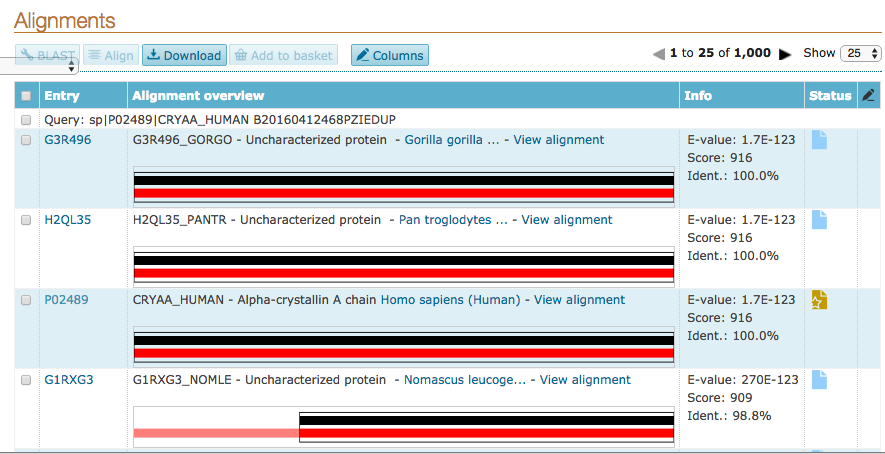 Alignments
BLAST Align Download Add to basket Columns 1 to 25 of 1,000 Show 25
Entry Alignment overview Info Status
Query: sp|P02489|CRYAA_HUMAN B20160412468PZIEDUP
G3R496 G3R496_GORGO - Uncharacterized protein - Gorilla gorilla ... - View alignment E-value: 1.7E-123
Score: 916
Ident.: 100.0%
H2QL35 H2QL35_PANTR - Uncharacterized protein - Pan troglodytes ... - View alignment E-value: 1.7E-123
Score: 916
Ident.: 100.0%
P02489 CRYAA_HUMAN - Alpha-crystallin A chain Homo sapiens (Human) - View alignment E-value: 1.7E-123
Score: 916
Ident.: 100.0%
G1RXG3 G1RXG3_NOMLE - Uncharacterized protein - Nomascus leucoge... - View alignment E-value: 270E-123
Score: 909
Ident.: 98.8%